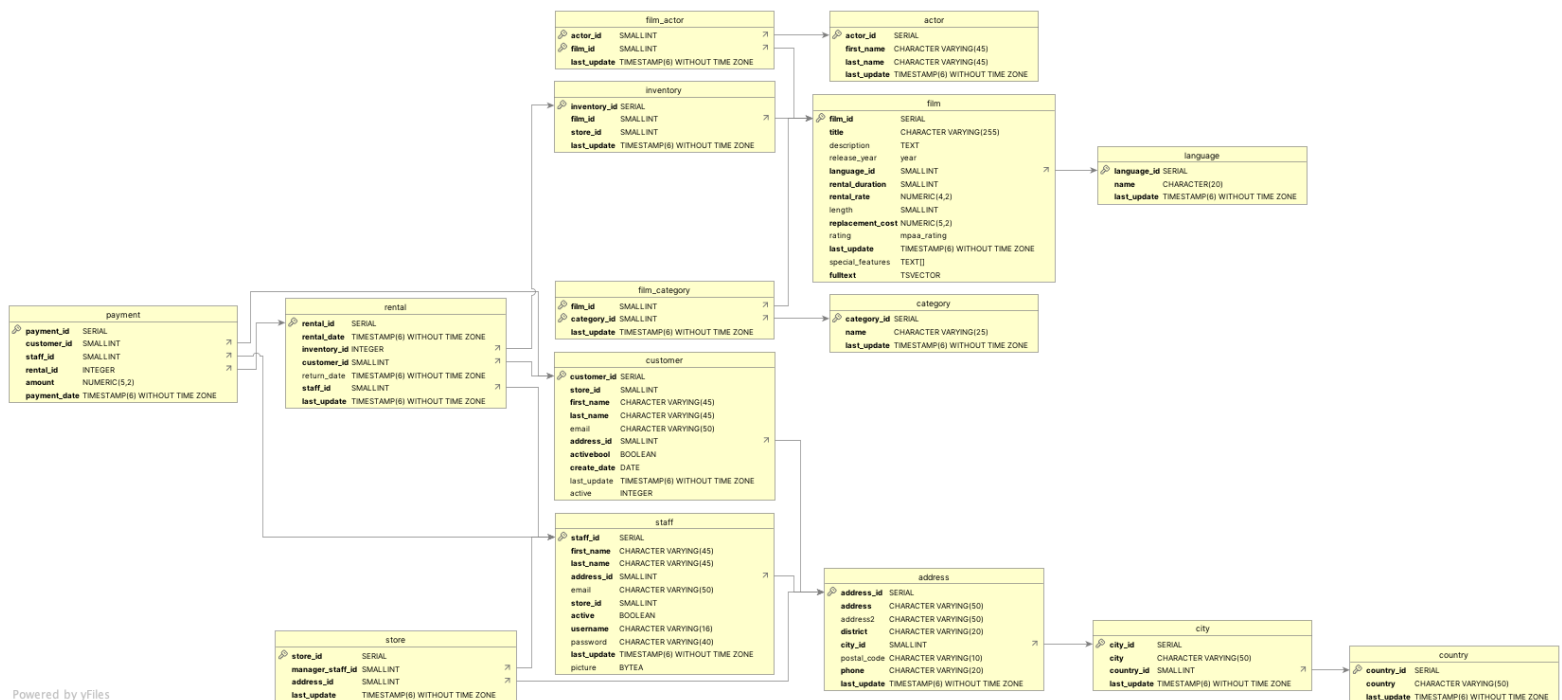 film_actor
actor_id SMALLINT
film_id SMALLINT
last_update TIMESTAMP(6) WITHOUT TIME ZONE
actor
actor_id SERIAL
first_name CHARACTER VARYING(45)
last_name CHARACTER VARYING(45)
last_update TIMESTAMP(6) WITHOUT TIME ZONE
inventory
inventory_id SERIAL
film_id SMALLINT
store_id SMALLINT
last_update TIMESTAMP(6) WITHOUT TIME ZONE
film
film_id SERIAL
title CHARACTER VARYING(255)
description TEXT
release_year year
language_id SMALLINT
rental_duration SMALLINT
rental_rate NUMERIC(4,2)
length SMALLINT
replacement_cost NUMERIC(5,2)
rating mpaa_rating
last_update TIMESTAMP(6) WITHOUT TIME ZONE
special_features TEXT[]
fulltext TSVECTOR
language
language_id SERIAL
name CHARACTER(20)
last_update TIMESTAMP(6) WITHOUT TIME ZONE
payment
payment_id SERIAL
customer_id SMALLINT
staff_id SMALLINT
rental_id INTEGER
amount NUMERIC(5,2)
payment_date TIMESTAMP(6) WITHOUT TIME ZONE
rental
rental_id SERIAL
rental_date TIMESTAMP(6) WITHOUT TIME ZONE
inventory_id INTEGER
customer_id SMALLINT
return_date TIMESTAMP(6) WITHOUT TIME ZONE
staff_id SMALLINT
last_update TIMESTAMP(6) WITHOUT TIME ZONE
film_category
film_id SMALLINT
category_id SMALLINT
last_update TIMESTAMP(6) WITHOUT TIME ZONE
category
category_id SERIAL
name CHARACTER VARYING(25)
last_update TIMESTAMP(6) WITHOUT TIME ZONE
customer
customer_id SERIAL
store_id SMALLINT
first_name CHARACTER VARYING(45)
last_name CHARACTER VARYING(45)
email CHARACTER VARYING(50)
address_id SMALLINT
activebool BOOLEAN
create_date DATE
last_update TIMESTAMP(6) WITHOUT TIME ZONE
active INTEGER
staff
staff_id SERIAL
first_name CHARACTER VARYING(45)
last_name CHARACTER VARYING(45)
address_id SMALLINT
email CHARACTER VARYING(50)
store_id SMALLINT
active BOOLEAN
username CHARACTER VARYING(16)
password CHARACTER VARYING(40)
last_update TIMESTAMP(6) WITHOUT TIME ZONE
picture BYTEA
store
store_id SERIAL
manager_staff_id SMALLINT
address_id SMALLINT
last_update TIMESTAMP(6) WITHOUT TIME ZONE
address
address_id SERIAL
address CHARACTER VARYING(50)
address2 CHARACTER VARYING(50)
district CHARACTER VARYING(20)
city_id SMALLINT
postal_code CHARACTER VARYING(10)
phone CHARACTER VARYING(20)
last_update TIMESTAMP(6) WITHOUT TIME ZONE
city
city_id SERIAL
city CHARACTER VARYING(50)
country_id SMALLINT
last_update TIMESTAMP(6) WITHOUT TIME ZONE
country
country_id SERIAL
country CHARACTER VARYING(50)
last_update TIMESTAMP(6) WITHOUT TIME ZONE
Powered by yFiles